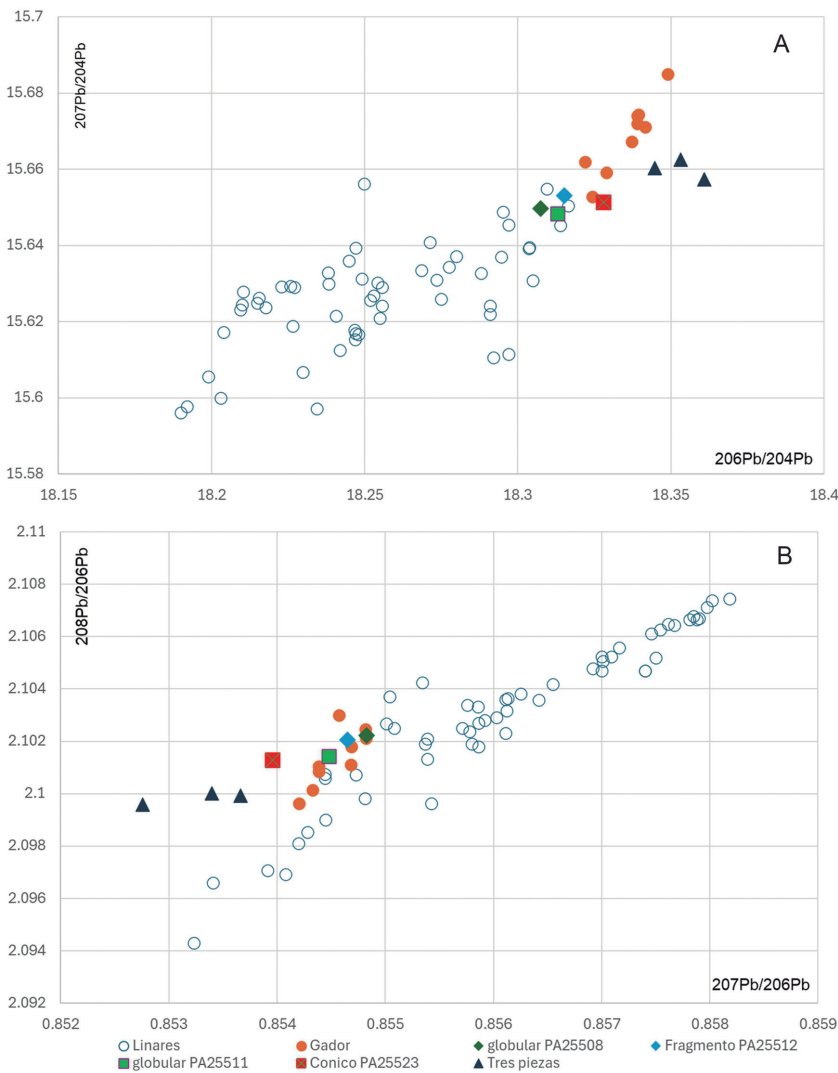 15.7
A
207Pb/204Pb
15.68
15.66
15.64
15.62
15.6
15.58
206Pb/204Pb
18.15 18.2 18.25 18.3 18.35 18.4
2.11
B
208Pb/206Pb
2.108
2.106
2.104
2.102
2.1
2.098
2.096
2.094
2.092
207Pb/206Pb
0.852 0.853 0.854 0.855 0.856 0.857 0.858 0.859
Linares Gador globular PA25508 Fragmento PA25512
globular PA25511 Conico PA25523 Tres piezas